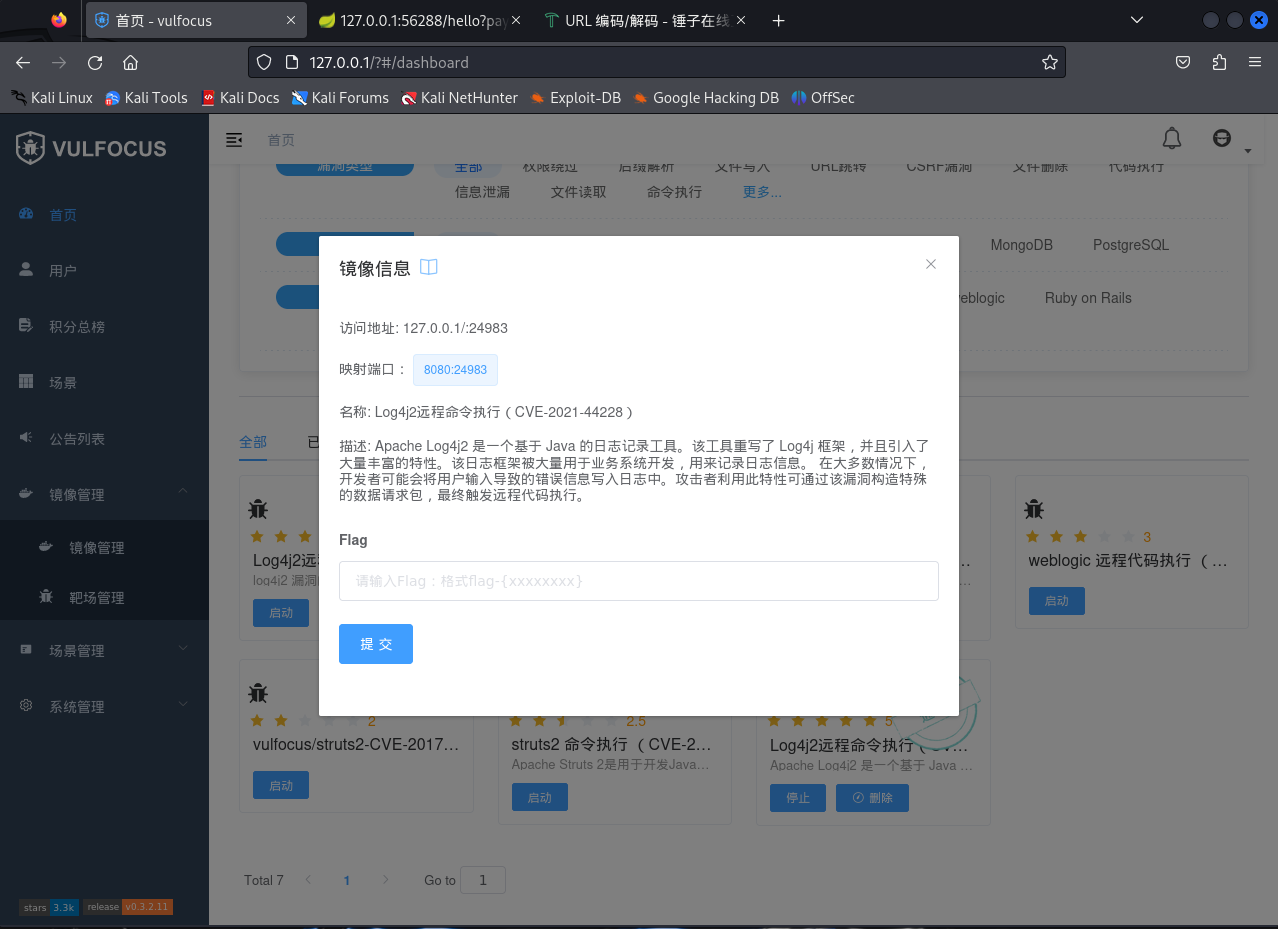 首页 - vulfocus
127.0.0.1:56288/hello?pay
URL 编码/解码 - 锤子在线
127.0.0.1/?#/dashboard
Kali Linux
Kali Tools
Kali Docs
Kali Forums
Kali NetHunter
Exploit-DB
Google Hacking DB
OffSec
VULFOCUS
首页
首页
用户
积分总榜
场景
公告列表
镜像管理
镜像管理
靶场管理
场景管理
系统管理
stars 3.3k release v0.3.2.11
漏洞类型 全部 权限绕过 后缀解析 文件写入 URL跳转 CSRF漏洞 文件删除 代码执行
信息泄漏 文件读取 命令执行 更多...
MongoDB PostgreSQL
eblogic Ruby on Rails
镜像信息
访问地址: 127.0.0.1/:24983
映射端口： 8080:24983
名称: Log4j2远程命令执行（CVE-2021-44228）
描述: Apache Log4j2 是一个基于 Java 的日志记录工具。该工具重写了 Log4j 框架，并且引入了
大量丰富的特性。该日志框架被大量用于业务系统开发，用来记录日志信息。 在大多数情况下，
开发者可能会将用户输入导致的错误信息写入日志中。攻击者利用此特性可通过该漏洞构造特殊
的数据请求包，最终触发远程代码执行。
Flag
请输入Flag：格式flag-{xxxxxxxx}
提 交
全部 已
Log4j2远
log4j2 漏洞
启动
...
3
weblogic 远程代码执行 （...
启动
2
vulfocus/struts2-CVE-2017...
启动
2.5
struts2 命令执行 （CVE-2...
Apache Struts 2是用于开发Java...
启动
5
Log4j2远程命令执行（CV...
Apache Log4j2 是一个基于 Java ...
停止 删除
Total 7 1 Go to 1